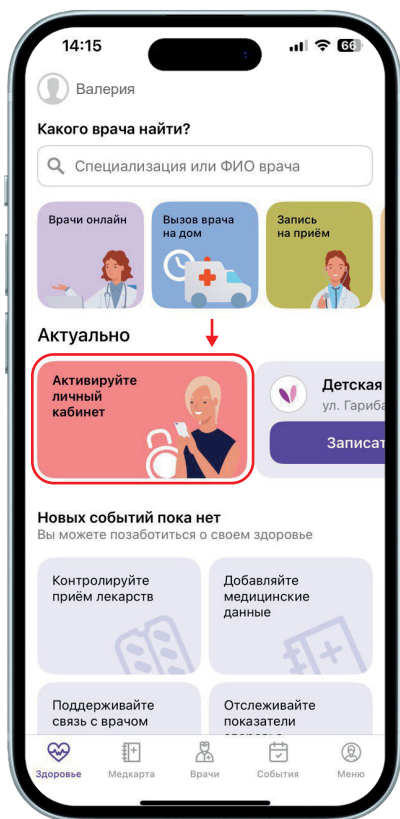 14:15
66
Валерия
Какого врача найти?
Специализация или ФИО врача
Врачи онлайн
Вызов врача
на дом
Запись
на приём
Актуально
Активируйте
личный
кабинет
Детская
ул. Гариба
Записат
Новых событий пока нет
Вы можете позаботиться о своем здоровье
Контролируйте
приём лекарств
Добавляйте
медицинские
данные
Поддерживайте
связь с врачом
Отслеживайте
показатели
Здоровье
Медкарта
Врачи
События
Меню